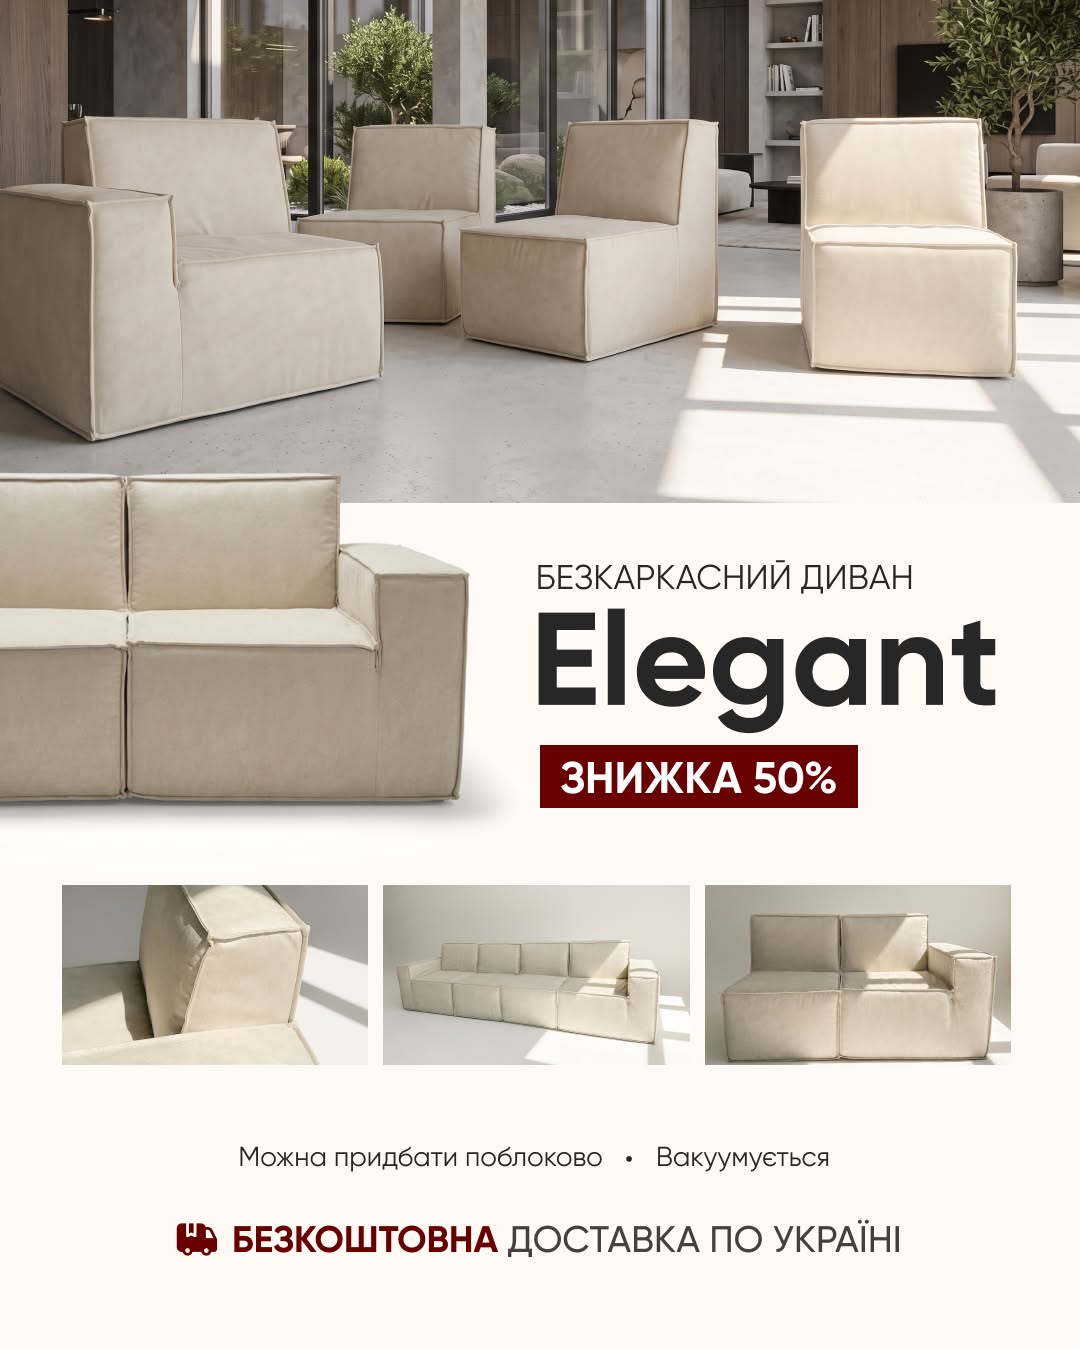 БЕЗКАРКАСНИЙ ДИВАН
Elegant
ЗНИЖКА 50%
Можна придбати поблоково • Вакуумується
БЕЗКОШТОВНА ДОСТАВКА ПО УКРАЇНІ